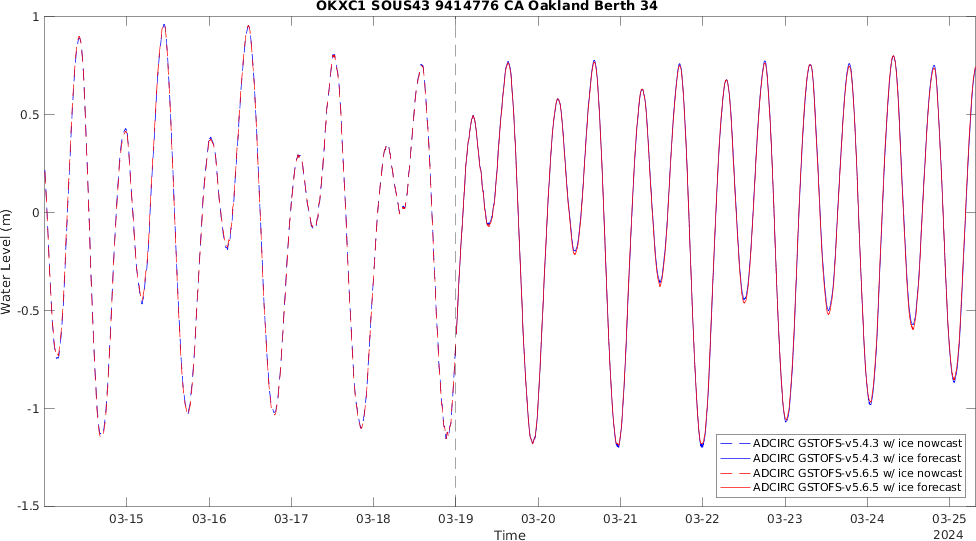 OKXC1 SOUS43 9414776 CA Oakland Berth 34
1
0.5
0
-0.5
-1
-1.5
Water Level (m)
03-15 03-16 03-17 03-18 03-19 03-20 03-21 03-22 03-23 03-24 03-25
Time
2024
ADCIRC GSTOFS-v5.4.3 w/ ice nowcast
ADCIRC GSTOFS-v5.4.3 w/ ice forecast
ADCIRC GSTOFS-v5.6.5 w/ ice nowcast
ADCIRC GSTOFS-v5.6.5 w/ ice forecast